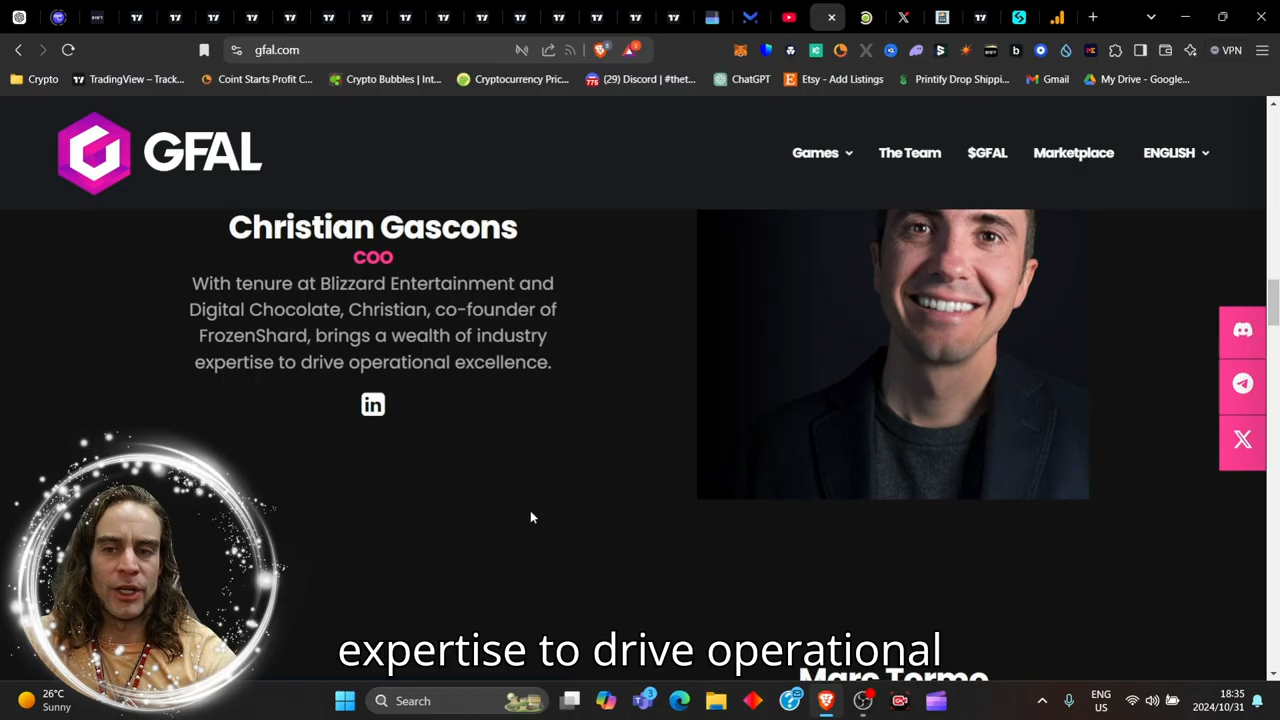 gfal.com
VPN
Crypto
TradingView – Track...
Coint Starts Profit C...
Crypto Bubbles | Int...
Cryptocurrency Pric...
(29) Discord | #thet...
ChatGPT
Etsy - Add Listings
Printify Drop Shippi...
Gmail
My Drive - Google...
GFAL
Games
The Team
$GFAL
Marketplace
ENGLISH
Christian Gascons
COO
With tenure at Blizzard Entertainment and
Digital Chocolate, Christian, co-founder of
FrozenShard, brings a wealth of industry
expertise to drive operational excellence.
in
expertise to drive operational
26°C
Sunny
Search
ENG
US
18:35
2024/10/31